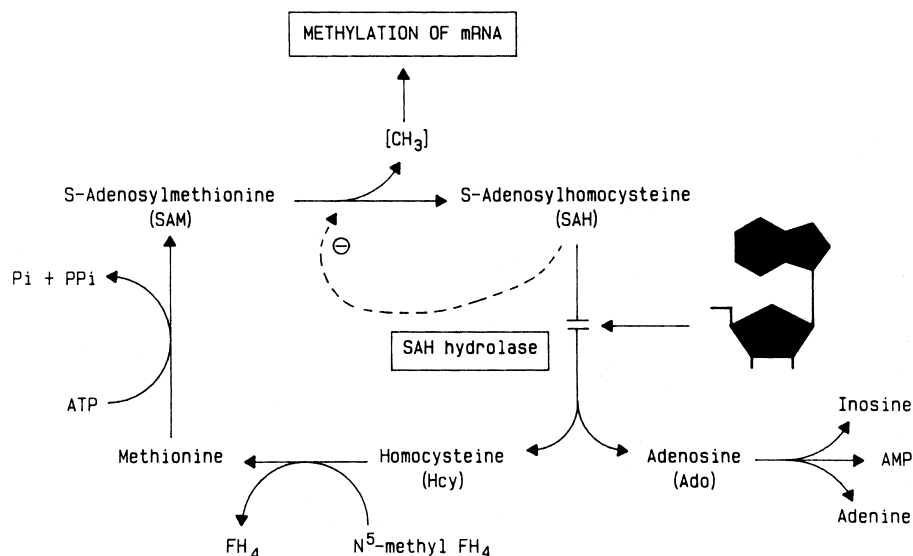 METHYLATION OF mRNA
[CH3]
S-Adenosylmethionine
(SAM)
S-Adenosylhomocysteine
(SAH)
⊖
Pi + PPi
SAH hydrolase
ATP
Inosine
Methionine
Homocysteine
(Hcy)
Adenosine
(Ado)
AMP
Adenine
FH4
N5-methyl FH4